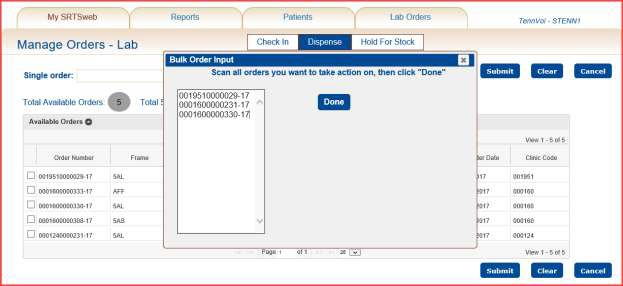 My SRTSweb Reports Patients Lab Orders TennVol - STENN1
Manage Orders - Lab
Check In Dispense Hold For Stock
Bulk Order Input
Scan all orders you want to take action on, then click "Done"
Single order: Submit Clear Cancel
0019510000029-17
0001600000231-17
0001600000330-17
Done
Total Available Orders: 5 Total 5
Available Orders
View 1 - 5 of 5
Order Number Frame Date Clinic Code
0019510000029-17 5AL 017 001951
0001600000333-17 AFF 2017 000160
0001600000330-17 5AL 2017 000160
0001600000308-17 5AB 2017 000160
0001240000231-17 5AL 2017 000124
Page of 1 View 1 - 5 of 5
Submit Clear Cancel